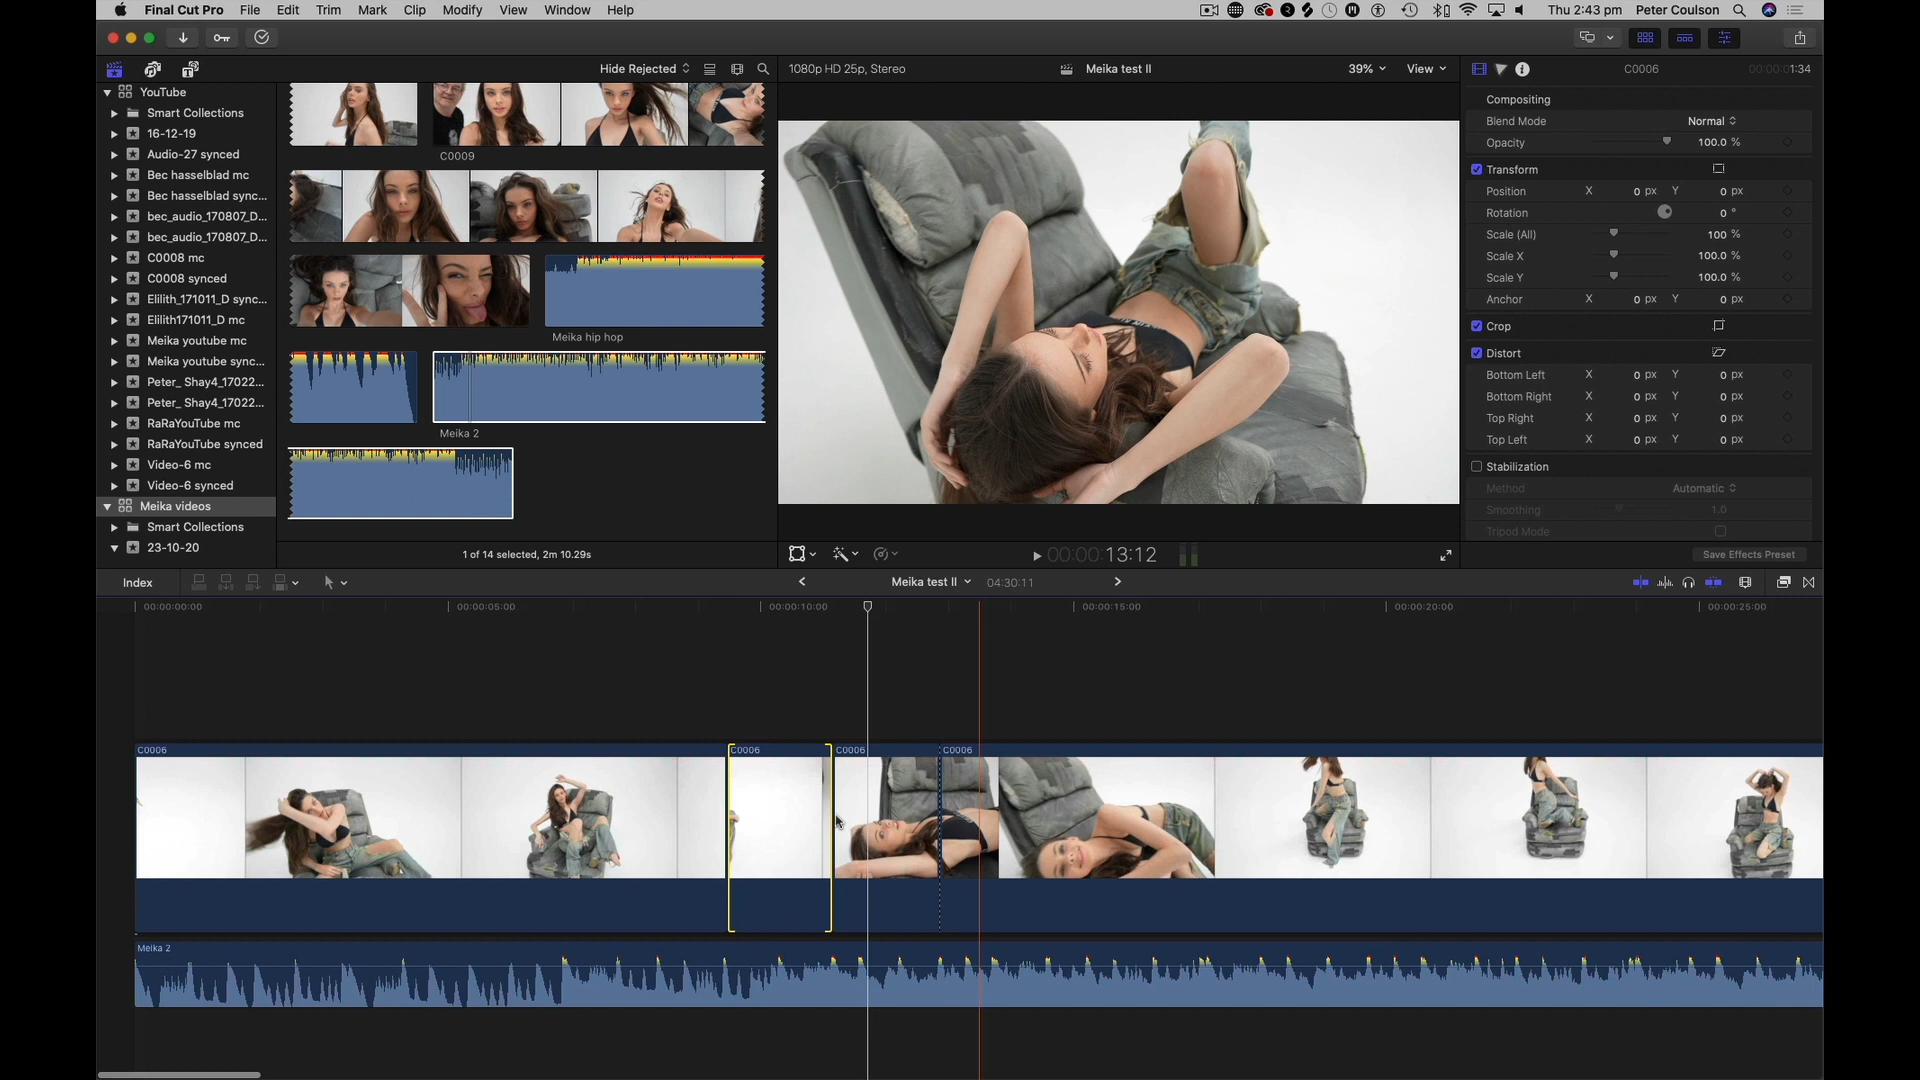 Final Cut Pro File Edit Trim Mark Clip Modify View Window Help Thu 2:43 pm Peter Coulson
Hide Rejected
1080p HD 25p, Stereo
Meika test II
39%
View
C0006
00:00:01:34
YouTube
Smart Collections
16-12-19
Audio-27 synced
Bec hasselblad mc
Bec hasselblad sync...
bec_audio_170807_D...
bec_audio_170807_D...
C0008 mc
C0008 synced
Elilith_171011_D sync...
Elilith171011_D mc
Meika youtube mc
Meika youtube sync...
Peter_ Shay4_17022...
Peter_ Shay4_17022...
RaRaYouTube mc
RaRaYouTube synced
Video-6 mc
Video-6 synced
Meika videos
Smart Collections
23-10-20
C0009
Meika hip hop
Meika 2
1 of 14 selected, 2m 10.29s
00:00:13:12
Compositing
Blend Mode Normal
Opacity 100.0 %
Transform
Position X 0 px Y 0 px
Rotation 0 °
Scale (All) 100 %
Scale X 100.0 %
Scale Y 100.0 %
Anchor X 0 px Y 0 px
Crop
Distort
Bottom Left X 0 px Y 0 px
Bottom Right X 0 px Y 0 px
Top Right X 0 px Y 0 px
Top Left X 0 px Y 0 px
Stabilization
Method Automatic
Smoothing 1.0
Tripod Mode
Save Effects Preset
Index
Meika test II 04:30:11
00:00:00:00 00:00:05:00 00:00:10:00 00:00:15:00 00:00:20:00 00:00:25:00
C0006 C0006 C0006 C0006
Meika 2